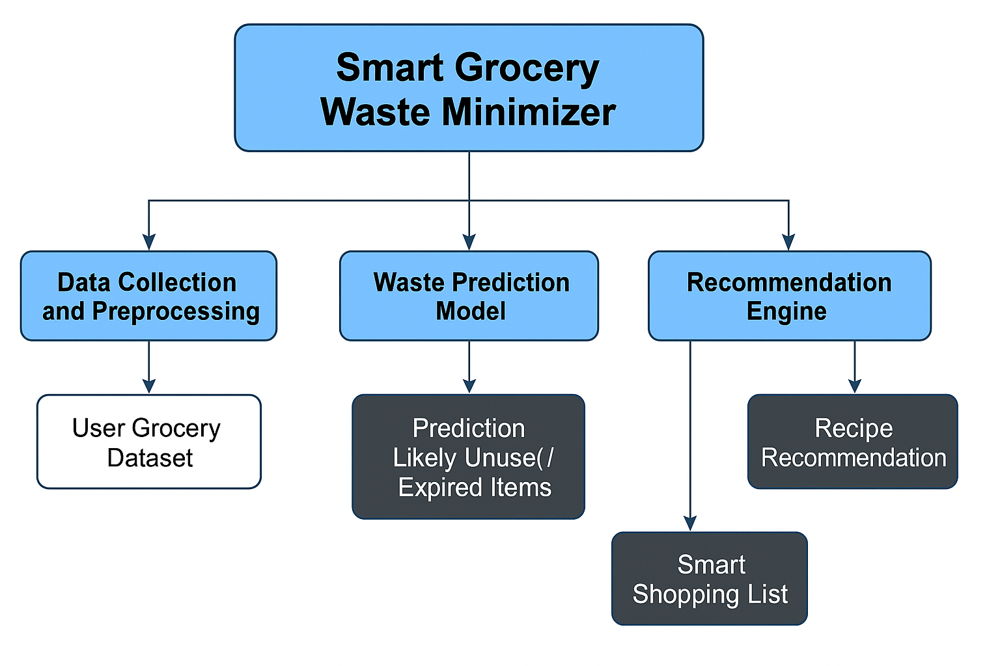 Smart Grocery
Waste Minimizer
Data Collection
and Preprocessing
Waste Prediction
Model
Recommendation
Engine
User Grocery
Dataset
Prediction
Likely Unuse( /
Expired Items
Recipe
Recommendation
Smart
Shopping List